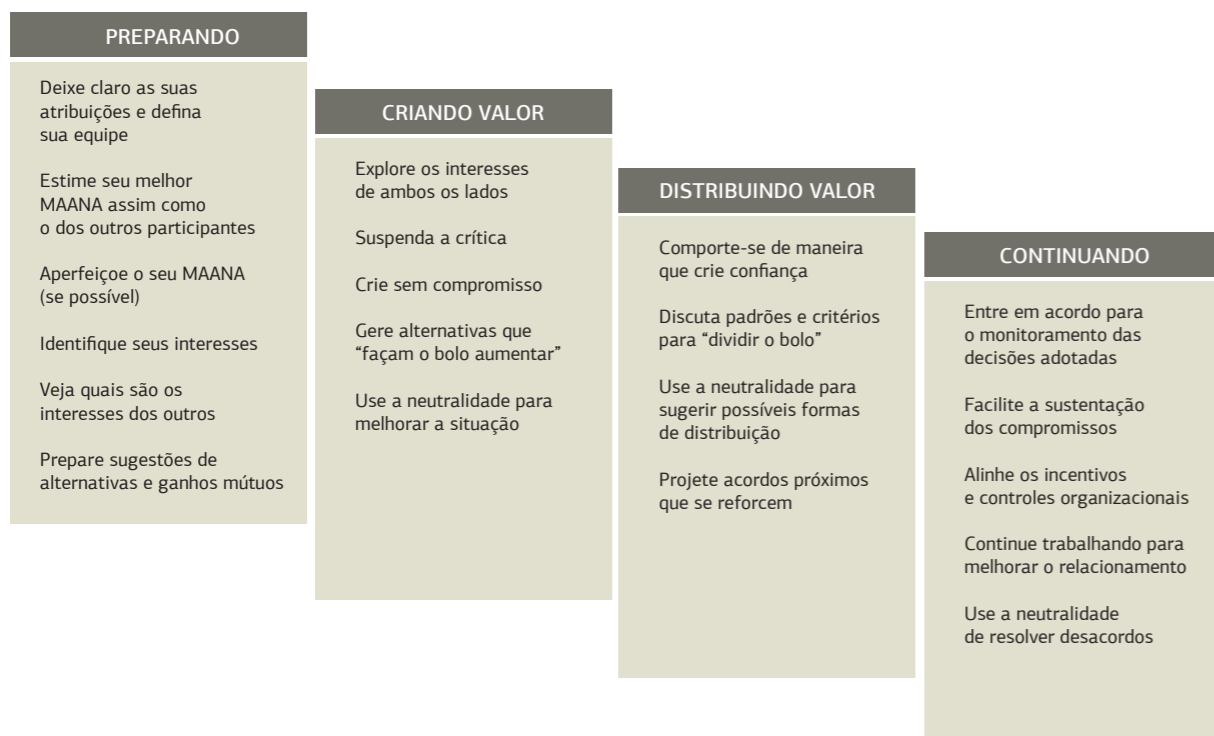 PREPARANDO
Deixe claro as suas
atribuições e defina
sua equipe
Estime seu melhor
MAANA assim como
o dos outros participantes
Aperfeiçoe o seu MAANA
(se possível)
Identifique seus interesses
Veja quais são os
interesses dos outros
Prepare sugestões de
alternativas e ganhos mútuos
CRIANDO VALOR
Explore os interesses
de ambos os lados
Suspenda a crítica
Crie sem compromisso
Gere alternativas que
“façam o bolo aumentar”
Use a neutralidade para
melhorar a situação
DISTRIBUINDO VALOR
Comporte-se de maneira
que crie confiança
Discuta padrões e critérios
para “dividir o bolo”
Use a neutralidade para
sugerir possíveis formas
de distribuição
Projete acordos próximos
que se reforcem
CONTINUANDO
Entre em acordo para
o monitoramento das
decisões adotadas
Facilite a sustentação
dos compromissos
Alinhe os incentivos
e controles organizacionais
Continue trabalhando para
melhorar o relacionamento
Use a neutralidade
de resolver desacordos